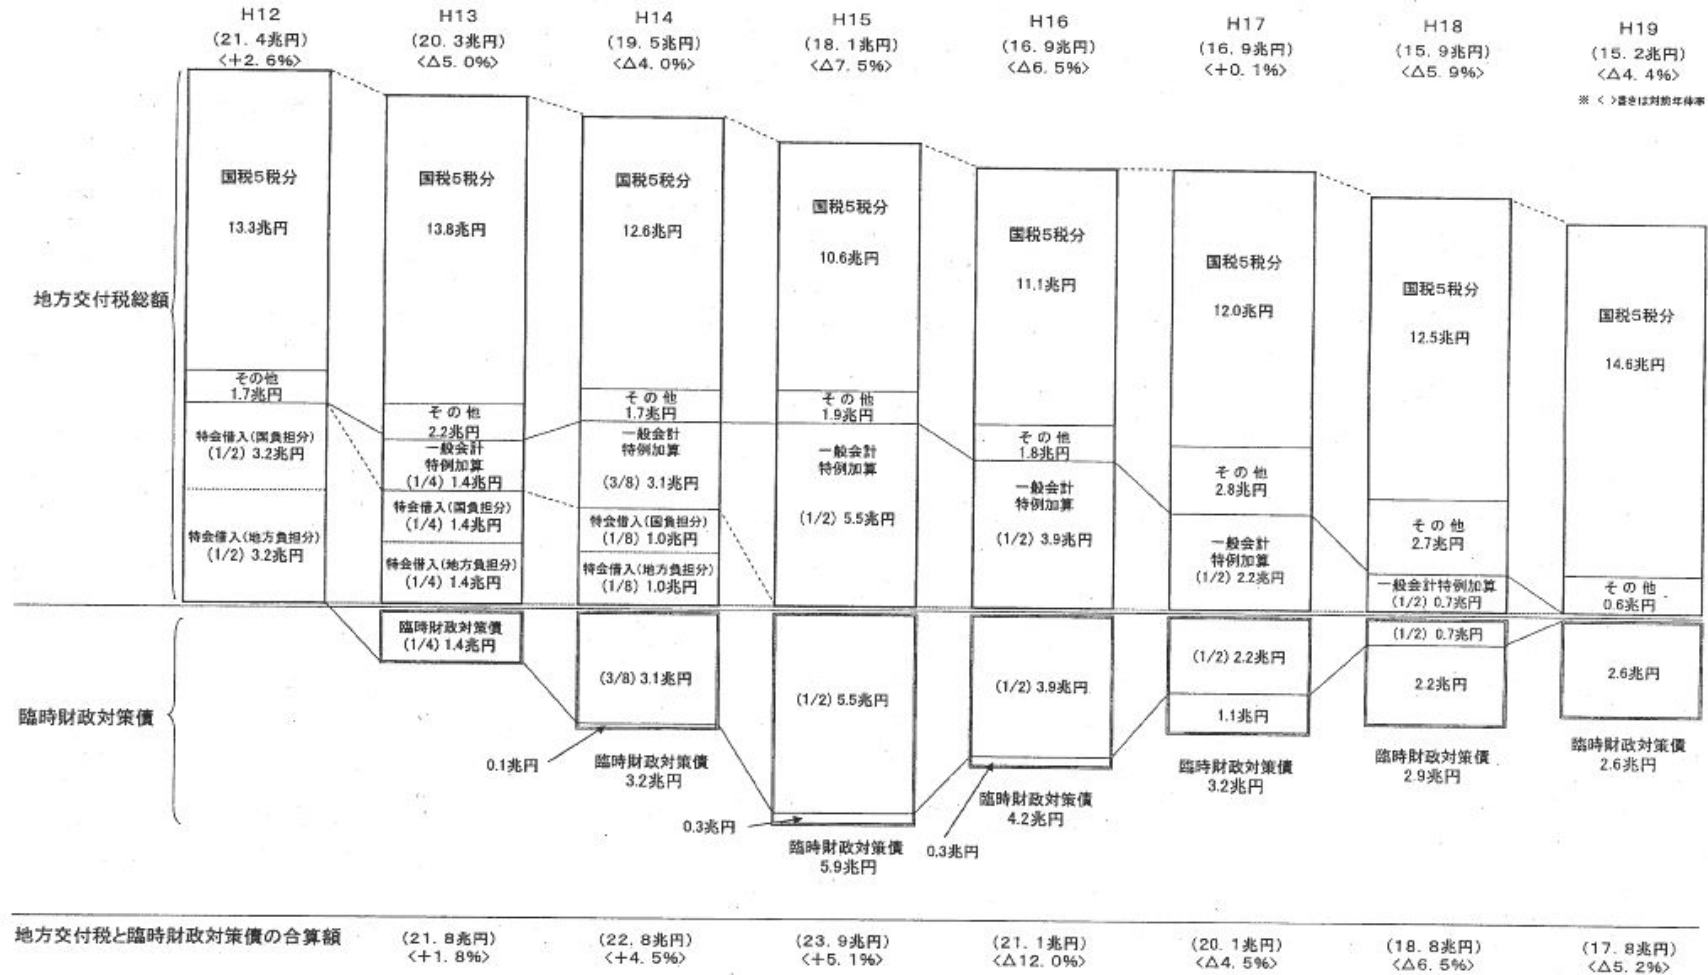 H12
(21. 4兆円)
<+2. 6%>
H13
(20. 3兆円)
<△5. 0%>
H14
(19. 5兆円)
<△4. 0%>
H15
(18. 1兆円)
<△7. 5%>
H16
(16. 9兆円)
<△6. 5%>
H17
(16. 9兆円)
<+0. 1%>
H18
(15. 9兆円)
<△5. 9%>
H19
(15. 2兆円)
<△4. 4%>
※ < >書きは対前年伸率
地方交付税総額
国税5税分
13.3兆円
その他
1.7兆円
特会借入(国負担分)
(1/2) 3.2兆円
特会借入(地方負担分)
(1/2) 3.2兆円
国税5税分
13.8兆円
その他
2.2兆円
一般会計
特例加算
(1/4) 1.4兆円
特会借入(国負担分)
(1/4) 1.4兆円
特会借入(地方負担分)
(1/4) 1.4兆円
国税5税分
12.6兆円
その他
1.7兆円
一般会計
特例加算
(3/8) 3.1兆円
特会借入(国負担分)
(1/8) 1.0兆円
特会借入(地方負担分)
(1/8) 1.0兆円
国税5税分
10.6兆円
その他
1.9兆円
一般会計
特例加算
(1/2) 5.5兆円
国税5税分
11.1兆円
その他
1.8兆円
一般会計
特例加算
(1/2) 3.9兆円
国税5税分
12.0兆円
その他
2.8兆円
一般会計
特例加算
(1/2) 2.2兆円
国税5税分
12.5兆円
その他
2.7兆円
一般会計特例加算
(1/2) 0.7兆円
国税5税分
14.6兆円
その他
0.6兆円
臨時財政対策債
臨時財政対策債
(1/4) 1.4兆円
(3/8) 3.1兆円
0.1兆円
臨時財政対策債
3.2兆円
(1/2) 5.5兆円
0.3兆円
臨時財政対策債
5.9兆円
(1/2) 3.9兆円
0.3兆円
臨時財政対策債
4.2兆円
(1/2) 2.2兆円
1.1兆円
臨時財政対策債
3.2兆円
(1/2) 0.7兆円
2.2兆円
臨時財政対策債
2.9兆円
2.6兆円
臨時財政対策債
2.6兆円
地方交付税と臨時財政対策債の合算額
(21. 8兆円)
<+1. 8%>
(22. 8兆円)
<+4. 5%>
(23. 9兆円)
<+5. 1%>
(21. 1兆円)
<△12. 0%>
(20. 1兆円)
<△4. 5%>
(18. 8兆円)
<△6. 5%>
(17. 8兆円)
<△5. 2%>